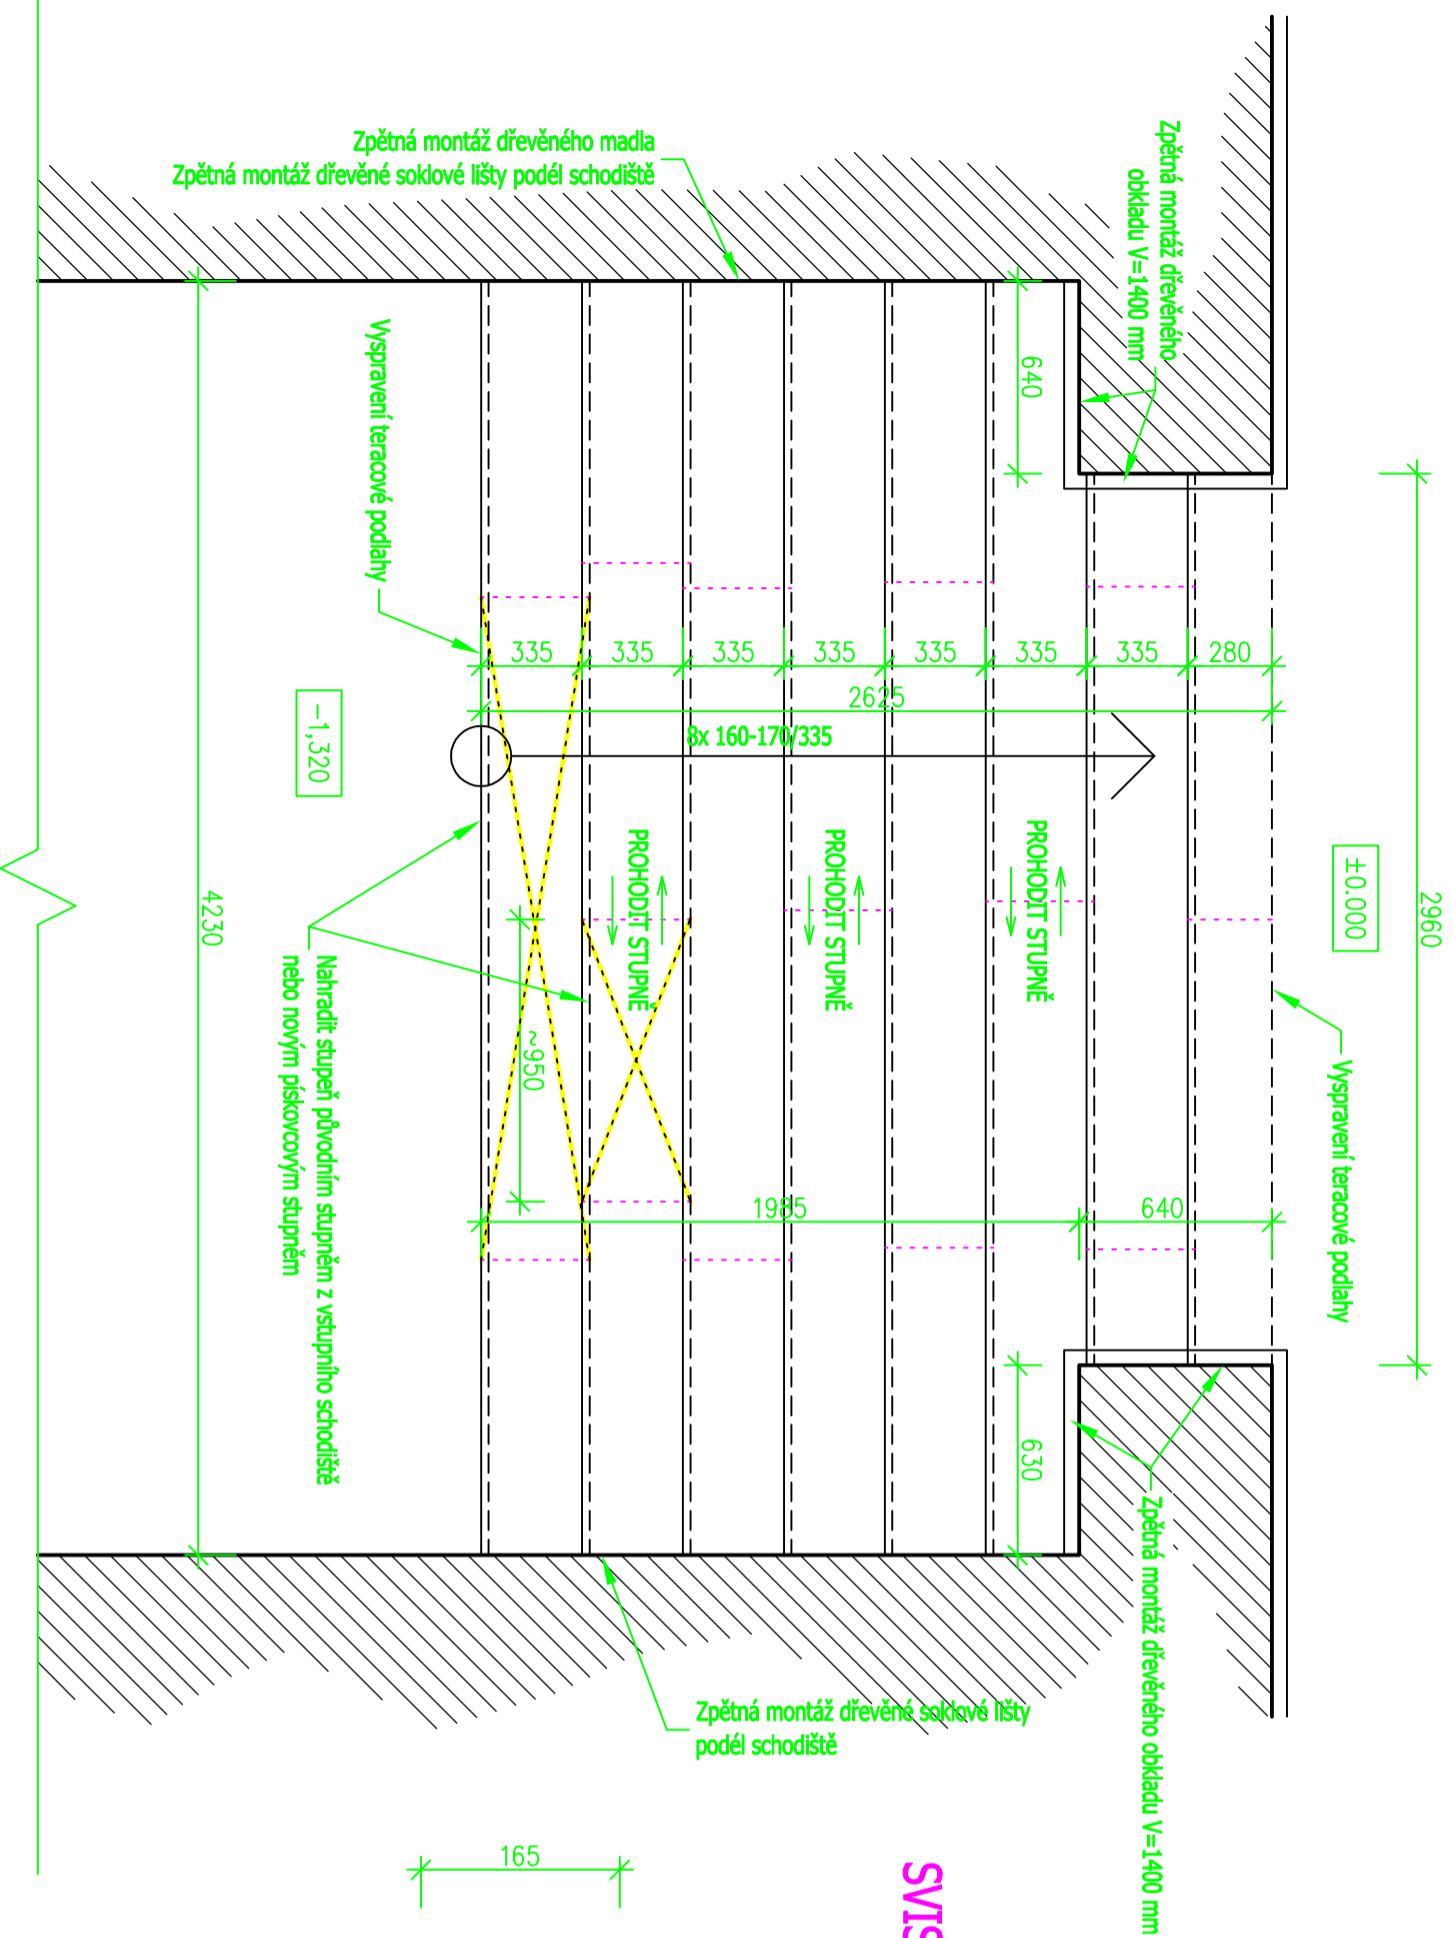 Zpětná montáž dřevěného madla
Zpětná montáž dřevěné soklové lišty podél schodiště
Zpětná montáž dřevěného
obkladu V=1400 mm
640
Vyspravení teracové podlahy
335
335
335
335
335
335
335
280
2625
8x 160-170/335
-1,320
±0.000
2960
4230
PROHODIT STUPNĚ
PROHODIT STUPNĚ
PROHODIT STUPNĚ
~950
Nahradit stupeň původním stupněm z vstupního schodiště
nebo novým pískovcovým stupněm
Vyspravení teracové podlahy
1985
640
630
Zpětná montáž dřevěného obkladu V=1400 mm
Zpětná montáž dřevěné soklové lišty
podél schodiště
165
SVIS